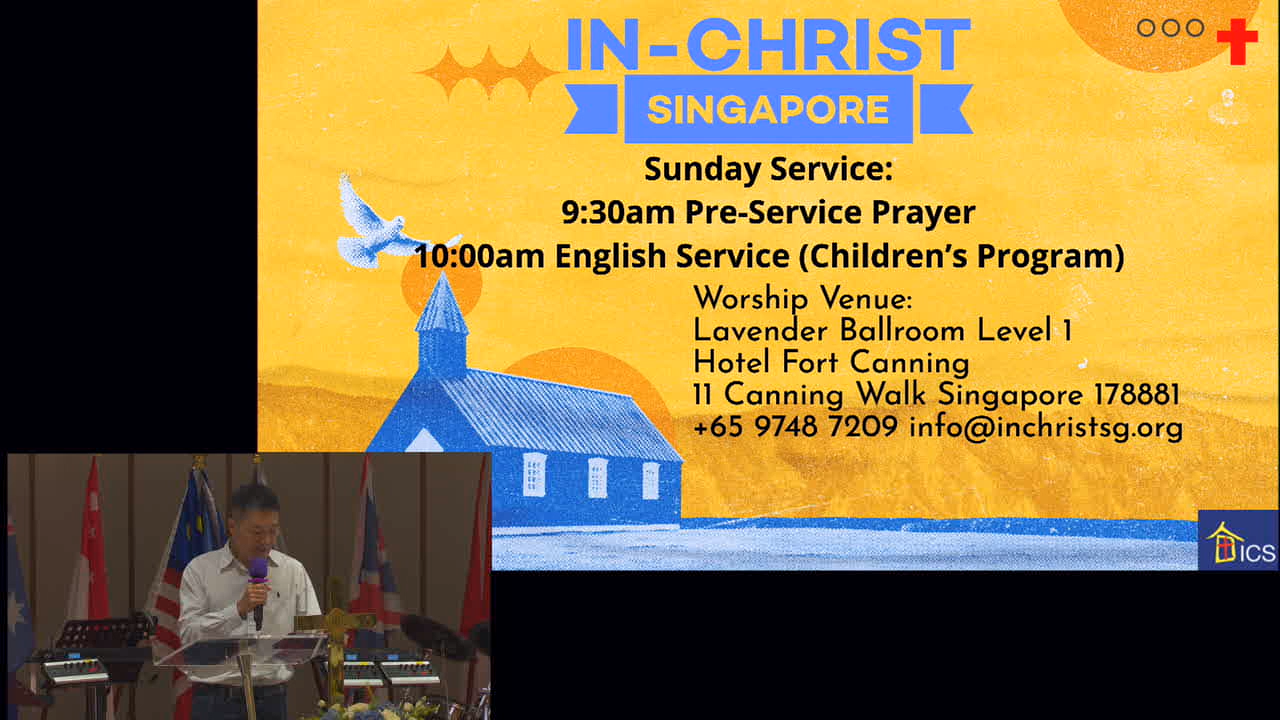 IN-CHRIST
SINGAPORE
Sunday Service:
9:30am Pre-Service Prayer
10:00am English Service (Children's Program)
Worship Venue:
Lavender Ballroom Level 1
Hotel Fort Canning
11 Canning Walk Singapore 178881
+65 9748 7209 info@inchristsg.org
ICS